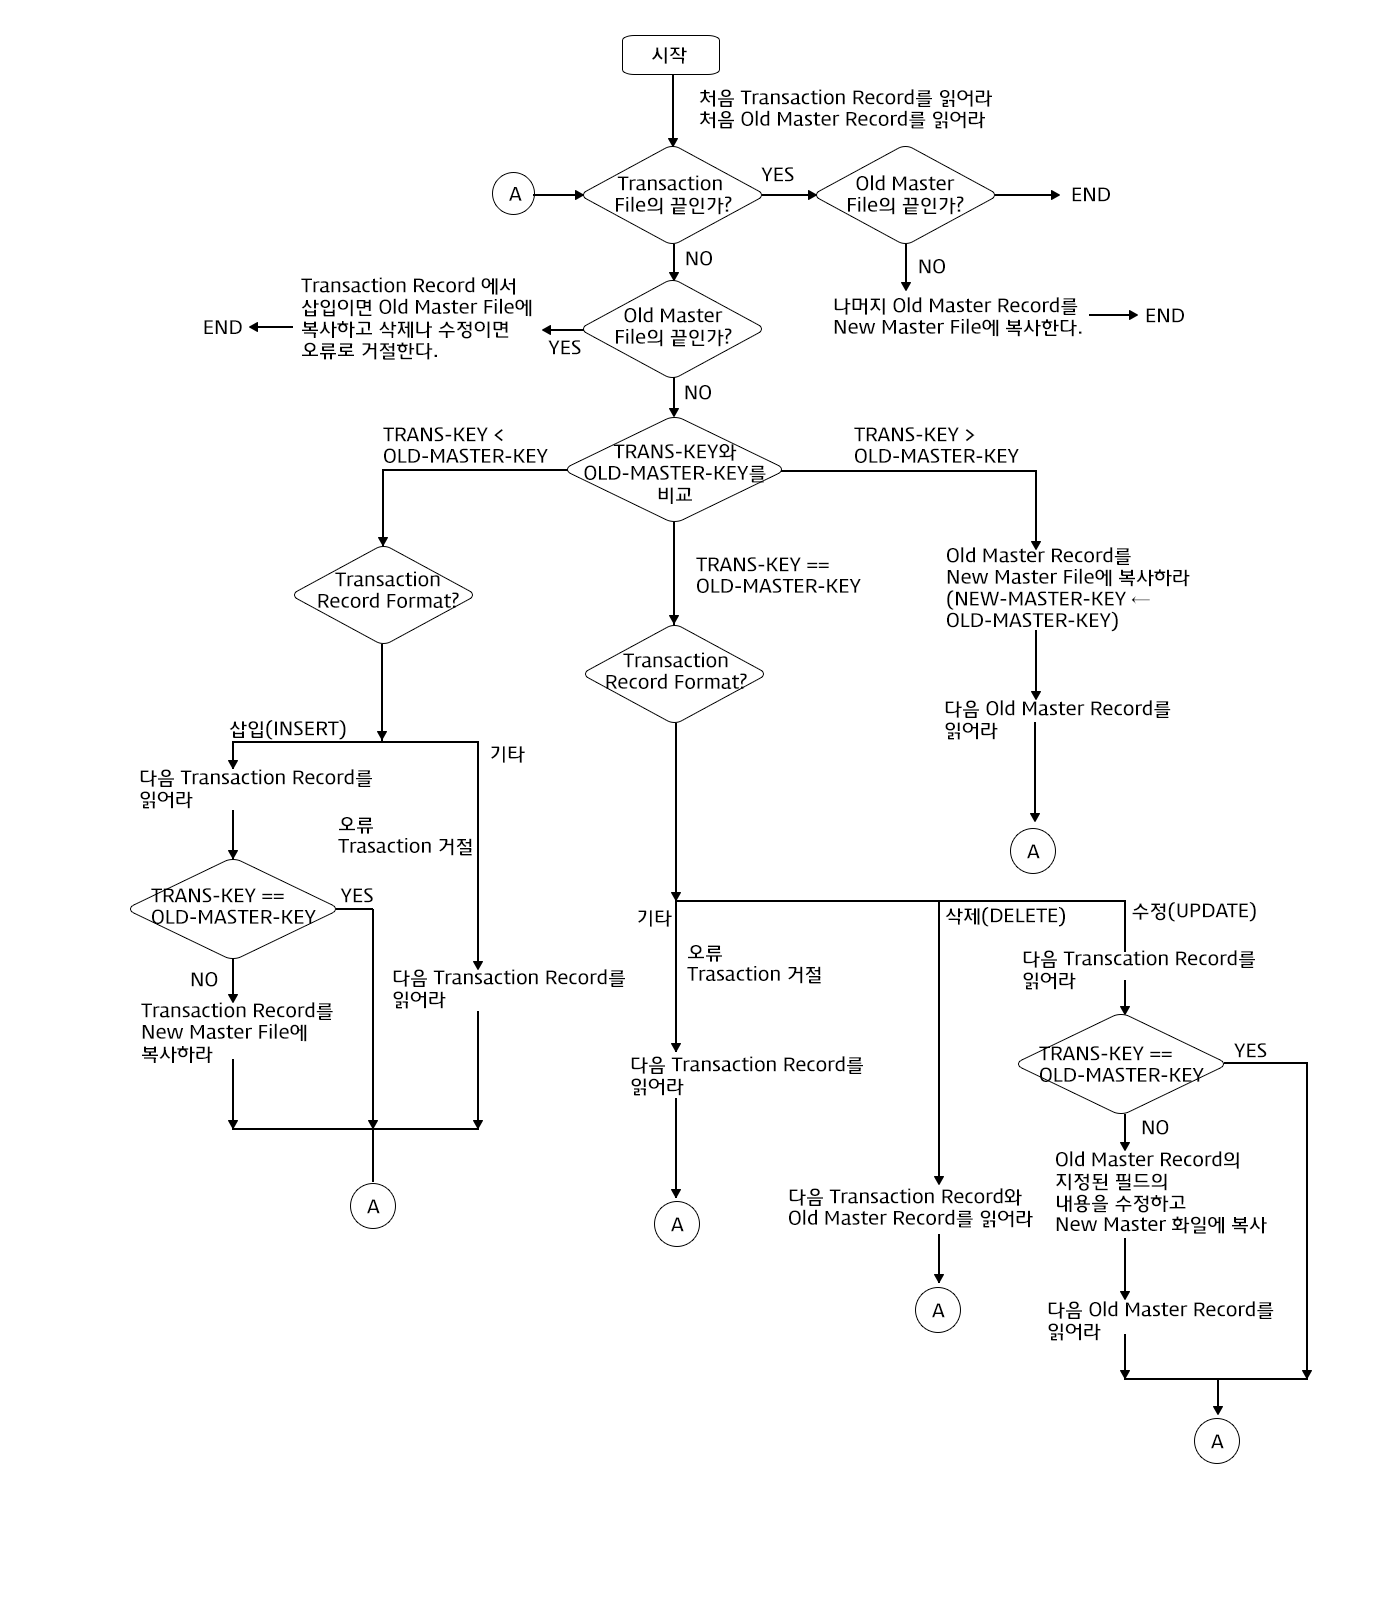 시작
처음 Transaction Record를 읽어라
처음 Old Master Record를 읽어라
A
Transaction
File의 끝인가?
YES
Old Master
File의 끝인가?
END
NO
NO
나머지 Old Master Record를
New Master File에 복사한다.
END
Transaction Record 에서
삽입이면 Old Master File에
복사하고 삭제나 수정이면
오류로 거절한다.
END
YES
Old Master
File의 끝인가?
NO
TRANS-KEY <
OLD-MASTER-KEY
TRANS-KEY와
OLD-MASTER-KEY를
비교
TRANS-KEY >
OLD-MASTER-KEY
TRANS-KEY ==
OLD-MASTER-KEY
Old Master Record를
New Master File에 복사하라
(NEW-MASTER-KEY ←
OLD-MASTER-KEY)
다음 Old Master Record를
읽어라
A
Transaction
Record Format?
Transaction
Record Format?
삽입(INSERT)
기타
다음 Transaction Record를
읽어라
오류
Trasaction 거절
TRANS-KEY ==
OLD-MASTER-KEY
YES
NO
Transaction Record를
New Master File에
복사하라
다음 Transaction Record를
읽어라
A
기타
오류
Trasaction 거절
다음 Transaction Record를
읽어라
A
삭제(DELETE)
다음 Transaction Record와
Old Master Record를 읽어라
A
수정(UPDATE)
다음 Transcation Record를
읽어라
TRANS-KEY ==
OLD-MASTER-KEY
YES
NO
Old Master Record의
지정된 필드의
내용을 수정하고
New Master 화일에 복사
다음 Old Master Record를
읽어라
A